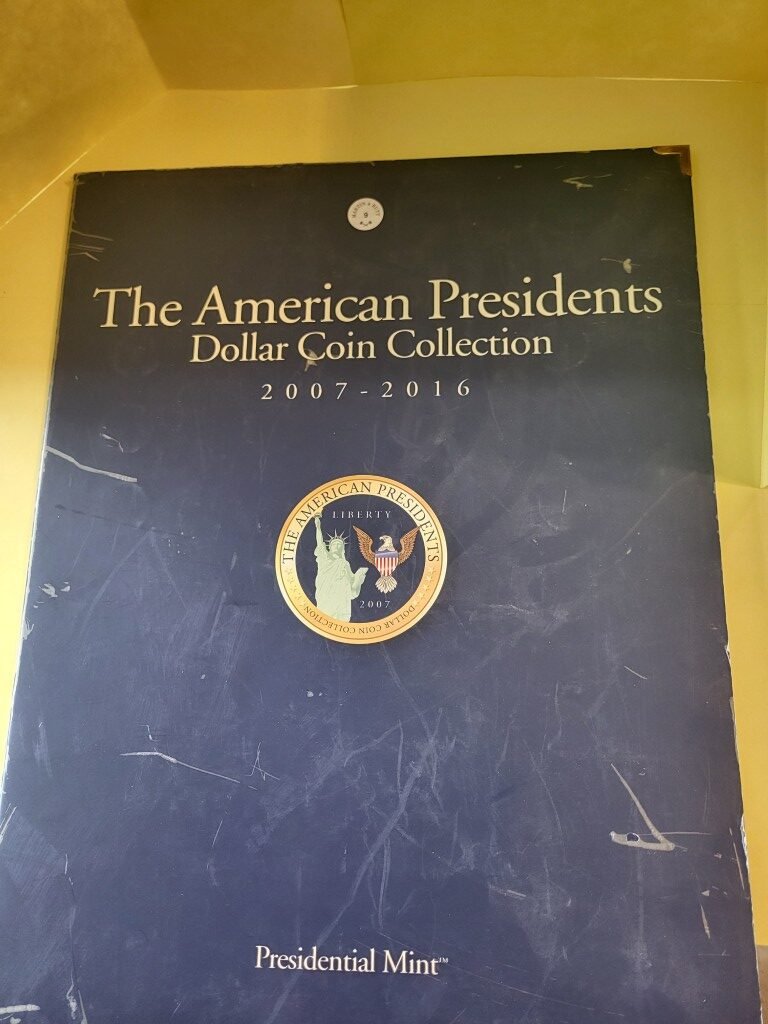 The American Presidents
Dollar Coin Collection
2007-2016
THE AMERICAN PRESIDENTS
LIBERTY
2007
DOLLAR COIN COLLECTION
Presidential Mint™